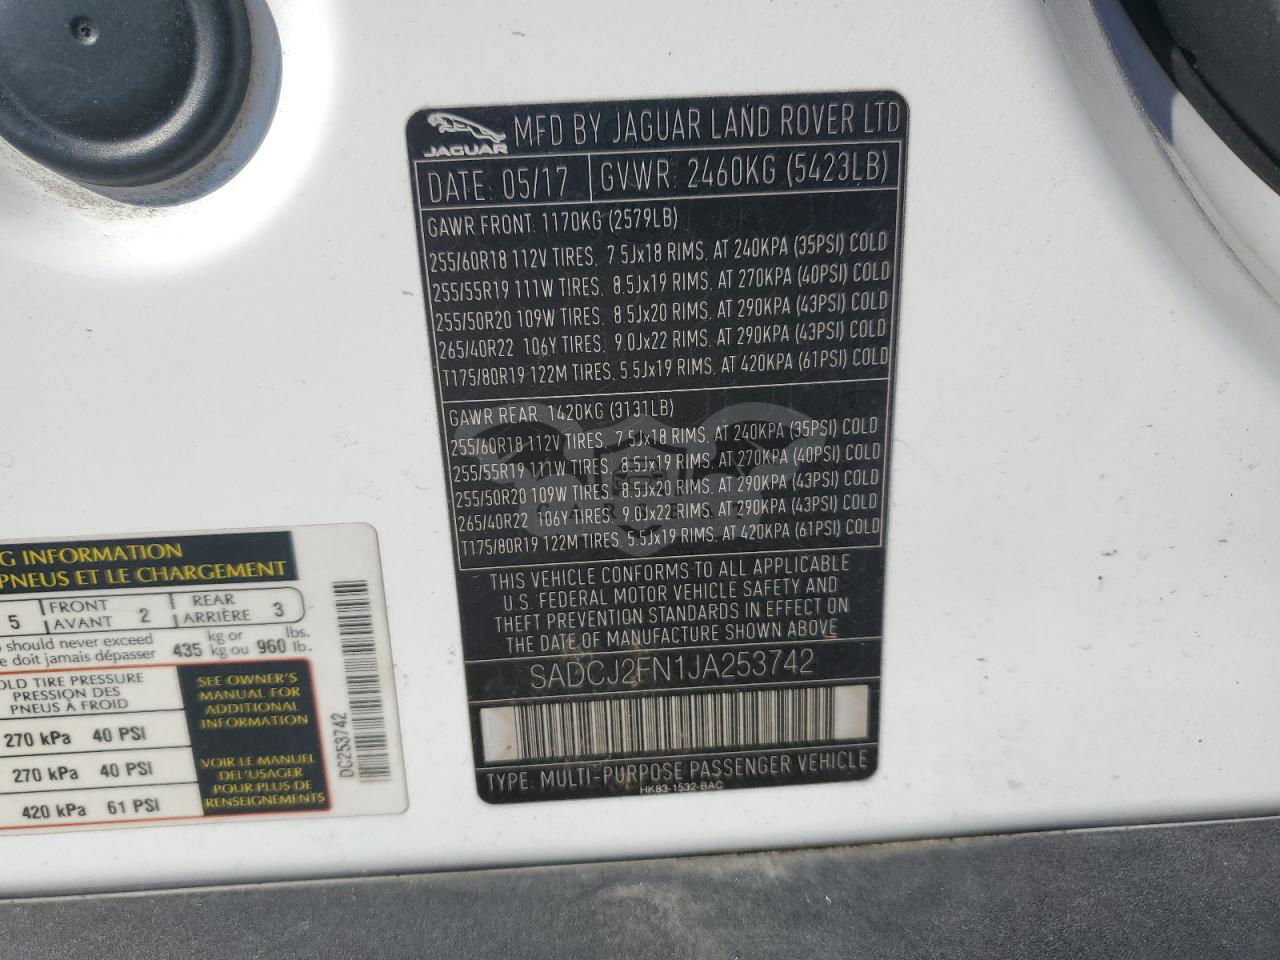 JAGUAR
MFD BY JAGUAR LAND ROVER LTD
DATE: 05/17 GVWR: 2460KG (5423LB)
GAWR FRONT: 1170KG (2579LB)
255/60R18 112V TIRES, 7.5Jx18 RIMS, AT 240KPA (35PSI) COLD
255/55R19 111W TIRES, 8.5Jx19 RIMS, AT 270KPA (40PSI) COLD
255/50R20 109W TIRES, 8.5Jx20 RIMS, AT 290KPA (43PSI) COLD
265/40R22 106Y TIRES, 9.0Jx22 RIMS, AT 290KPA (43PSI) COLD
T175/80R19 122M TIRES, 5.5Jx19 RIMS, AT 420KPA (61PSI) COLD
GAWR REAR: 1420KG (3131LB)
255/60R18 112V TIRES, 7.5Jx18 RIMS, AT 240KPA (35PSI) COLD
255/55R19 111W TIRES, 8.5Jx19 RIMS, AT 270KPA (40PSI) COLD
255/50R20 109W TIRES, 8.5Jx20 RIMS, AT 290KPA (43PSI) COLD
265/40R22 106Y TIRES, 9.0Jx22 RIMS, AT 290KPA (43PSI) COLD
T175/80R19 122M TIRES, 5.5Jx19 RIMS, AT 420KPA (61PSI) COLD
THIS VEHICLE CONFORMS TO ALL APPLICABLE
U.S. FEDERAL MOTOR VEHICLE SAFETY AND
THEFT PREVENTION STANDARDS IN EFFECT ON
THE DATE OF MANUFACTURE SHOWN ABOVE
SADCJ2FN1JA253742
TYPE: MULTI-PURPOSE PASSENGER VEHICLE
HK83-1532-BAC
G INFORMATION
PNEUS ET LE CHARGEMENT
5 FRONT AVANT 2 REAR ARRIÈRE 3
should never exceed
e doit jamais dépasser 435 kg or kg ou 960 lbs. lb.
OLD TIRE PRESSURE
PRESSION DES
PNEUS À FROID
270 kPa 40 PSI
270 kPa 40 PSI
420 kPa 61 PSI
SEE OWNER'S
MANUAL FOR
ADDITIONAL
INFORMATION
VOIR LE MANUEL
DE L'USAGER
POUR PLUS DE
RENSEIGNEMENTS
DC253742